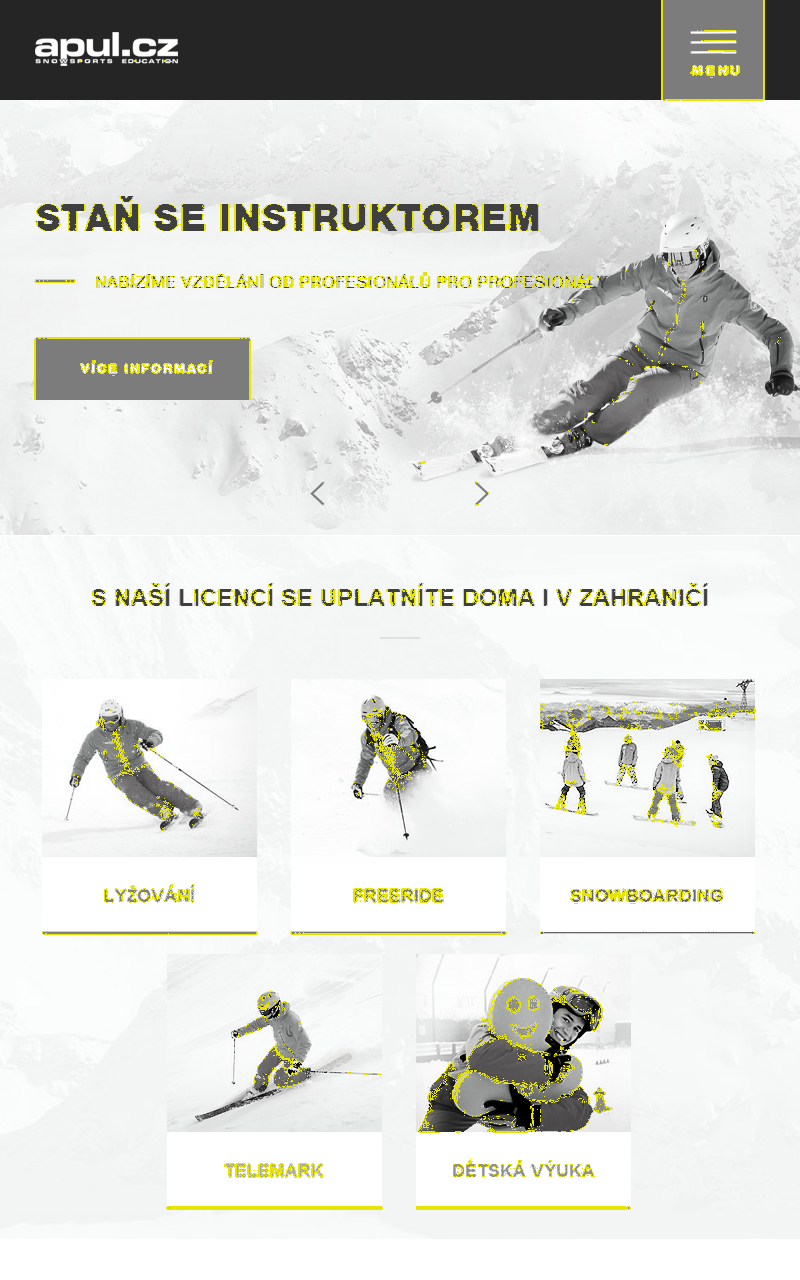 apul.cz
SNOWSPORTS EDUCATION
MENU
STAŇ SE INSTRUKTOREM
NABÍZÍME VZDĚLÁNÍ OD PROFESIONÁLŮ PRO PROFESIONÁLY
VÍCE INFORMACÍ
S NAŠÍ LICENCÍ SE UPLATNÍTE DOMA I V ZAHRANIČÍ
LYŽOVÁNÍ
FREERIDE
SNOWBOARDING
TELEMARK
DĚTSKÁ VÝUKA